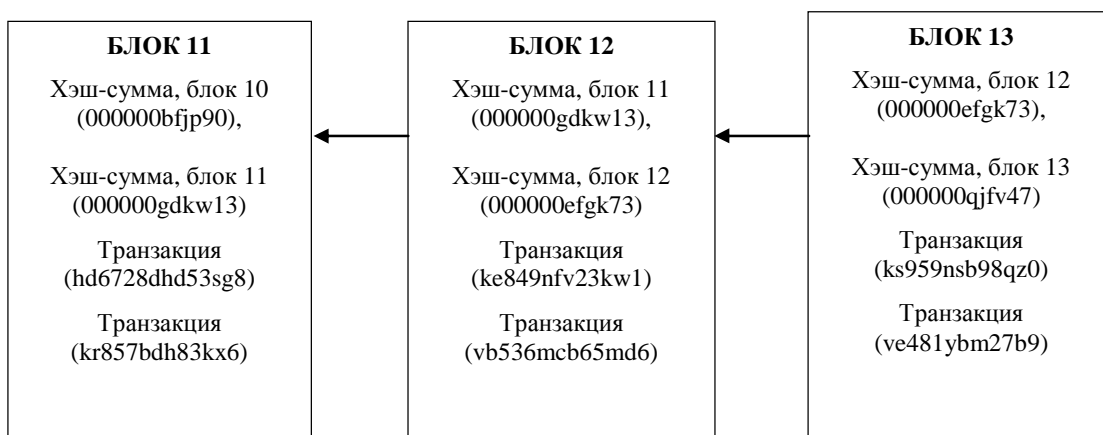 БЛОК 11
Хэш-сумма, блок 10
(000000bfjp90),
Хэш-сумма, блок 11
(000000gdkw13)
Транзакция
(hd6728dhd53sg8)
Транзакция
(kr857bdh83kx6)
БЛОК 12
Хэш-сумма, блок 11
(000000gdkw13),
Хэш-сумма, блок 12
(000000efgk73)
Транзакция
(ke849nfv23kw1)
Транзакция
(vb536mcb65md6)
БЛОК 13
Хэш-сумма, блок 12
(000000efgk73),
Хэш-сумма, блок 13
(000000qjfv47)
Транзакция
(ks959nsb98qz0)
Транзакция
(ve481ybm27b9)